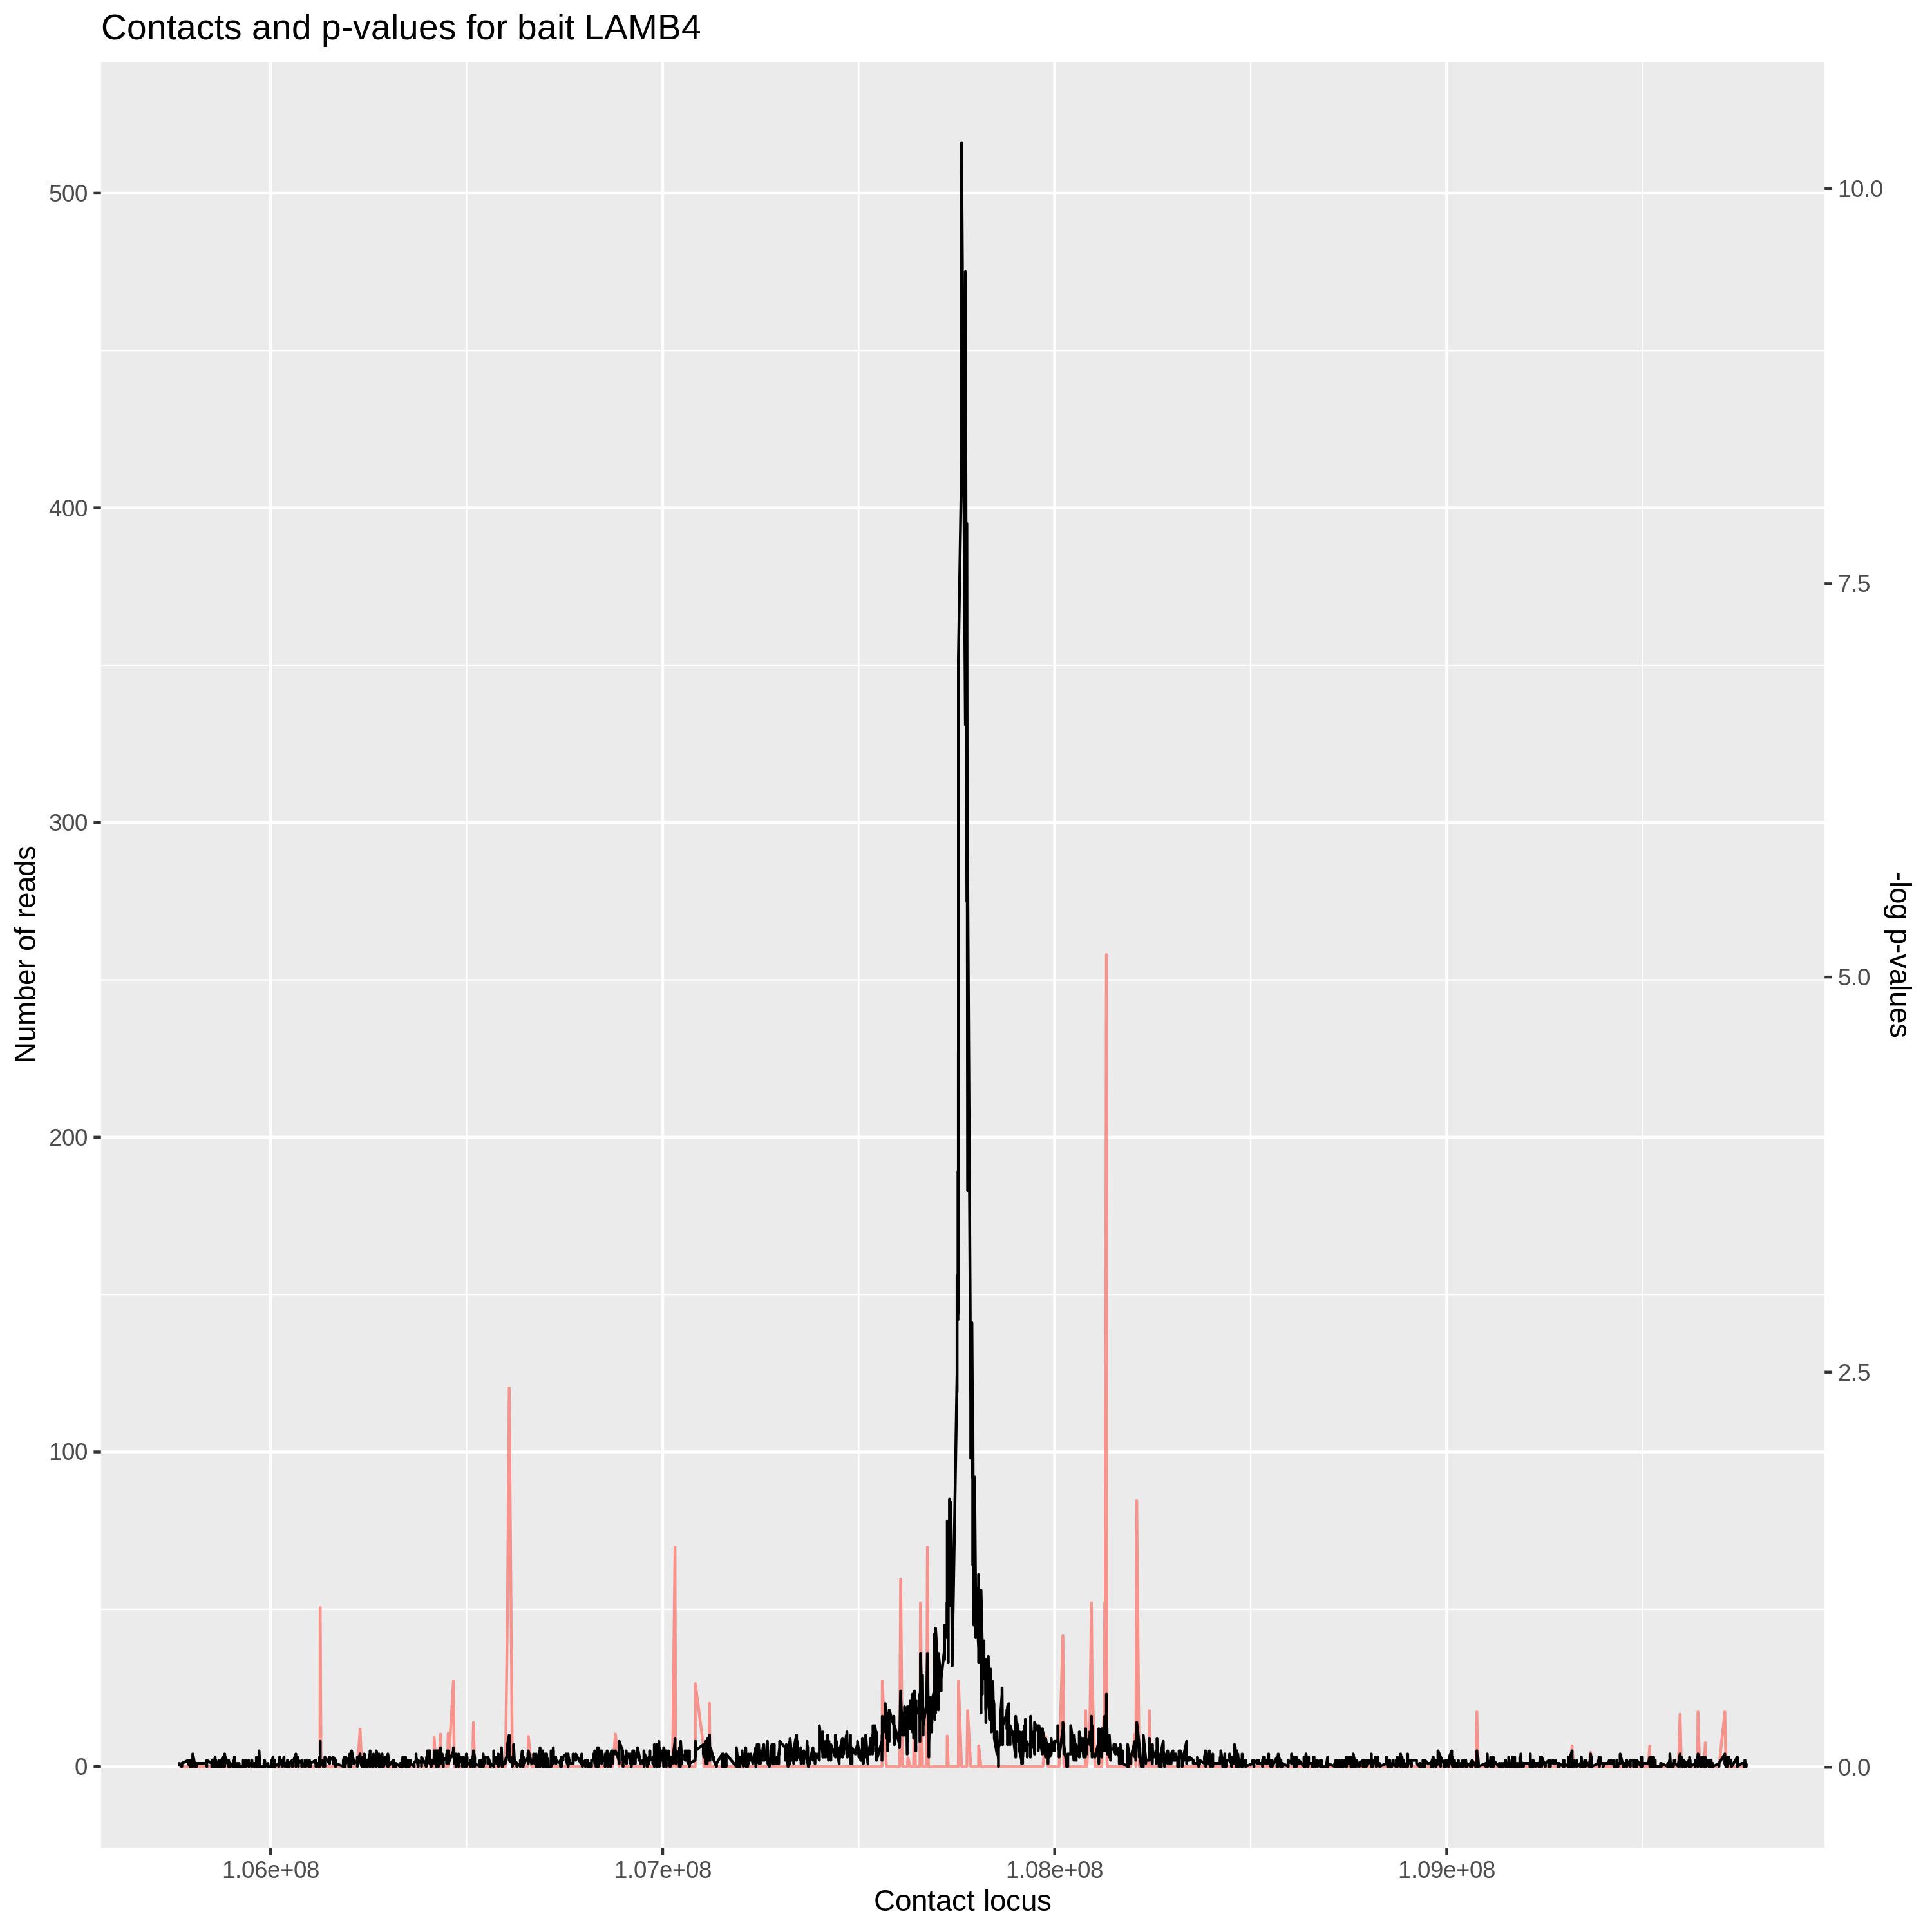 Contacts and p-values for bait LAMB4
500
400
300
200
100
0
Number of reads
10.0
7.5
5.0
2.5
0.0
-log p-values
1.06e+08
1.07e+08
1.08e+08
1.09e+08
Contact locus